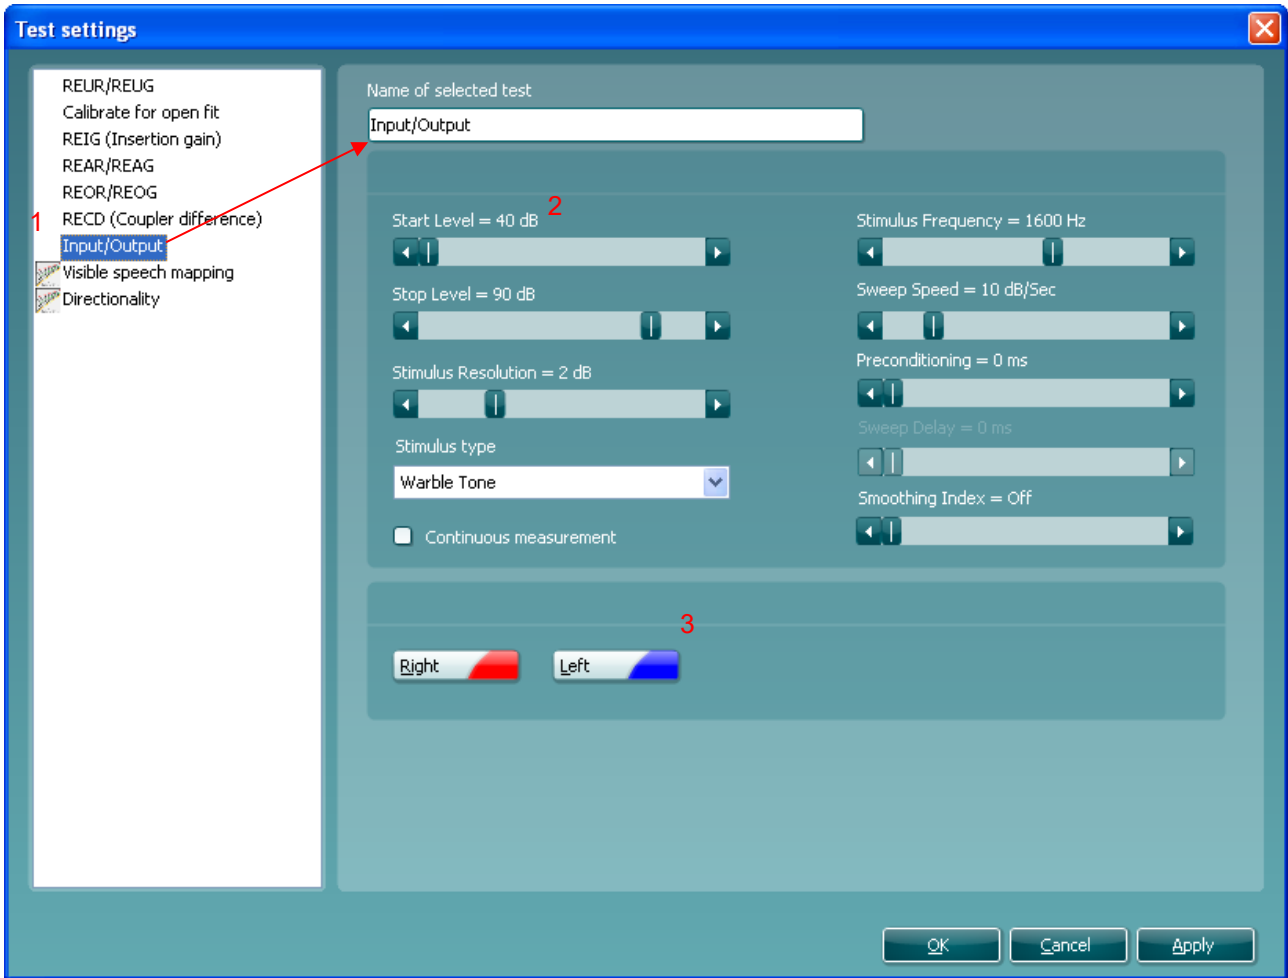 Test settings
REUR/REUG
Calibrate for open fit
REIG (Insertion gain)
REAR/REAG
REOR/REOG
1
RECD (Coupler difference)
Input/Output
Visible speech mapping
Directionality
Name of selected test
Input/Output
2
Start Level = 40 dB
Stop Level = 90 dB
Stimulus Resolution = 2 dB
Stimulus type
Warble Tone
Continuous measurement
Stimulus Frequency = 1600 Hz
Sweep Speed = 10 dB/Sec
Preconditioning = 0 ms
Sweep Delay = 0 ms
Smoothing Index = Off
3
Right
Left
OK
Cancel
Apply